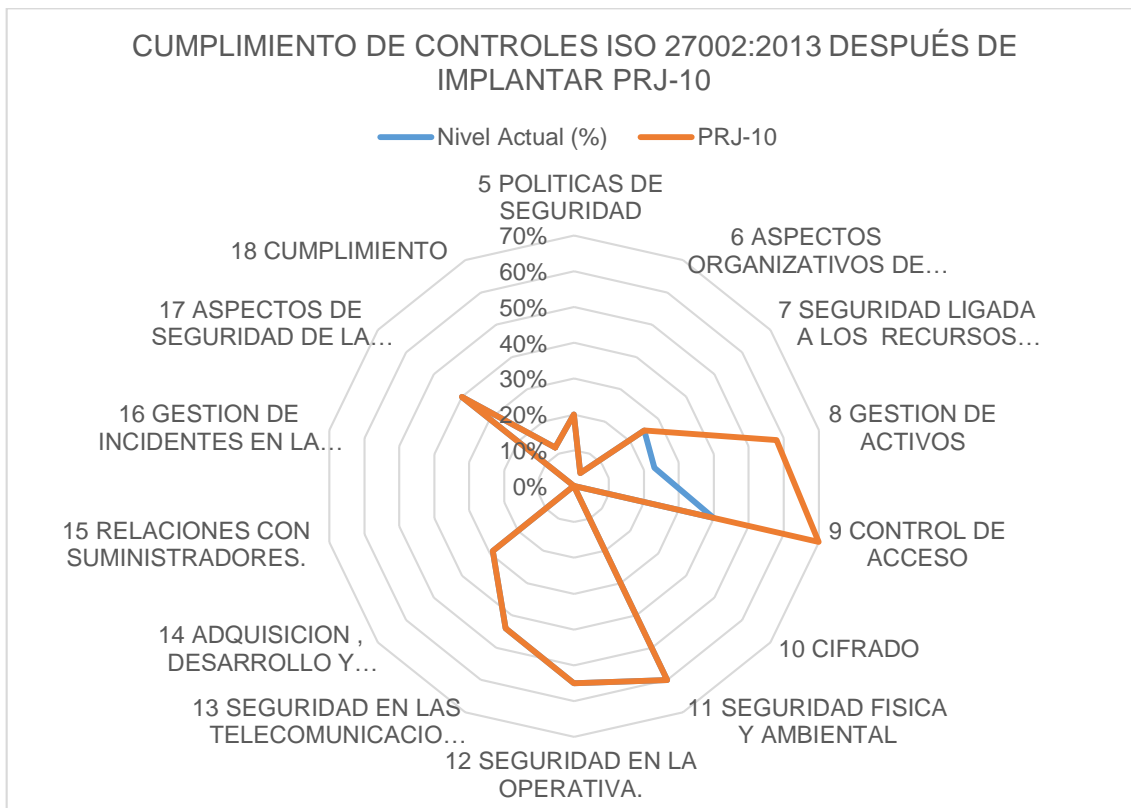 CUMPLIMIENTO DE CONTROLES ISO 27002:2013 DESPUÉS DE
IMPLANTAR PRJ-10
Nivel Actual (%)
PRJ-10
5 POLITICAS DE
SEGURIDAD
6 ASPECTOS
ORGANIZATIVOS DE…
7 SEGURIDAD LIGADA
A LOS RECURSOS…
8 GESTION DE
ACTIVOS
9 CONTROL DE
ACCESO
10 CIFRADO
11 SEGURIDAD FISICA
Y AMBIENTAL
12 SEGURIDAD EN LA
OPERATIVA.
13 SEGURIDAD EN LAS
TELECOMUNICACIO…
14 ADQUISICION ,
DESARROLLO Y…
15 RELACIONES CON
SUMINISTRADORES.
16 GESTION DE
INCIDENTES EN LA…
17 ASPECTOS DE
SEGURIDAD DE LA…
18 CUMPLIMIENTO
70%
60%
50%
40%
30%
20%
10%
0%